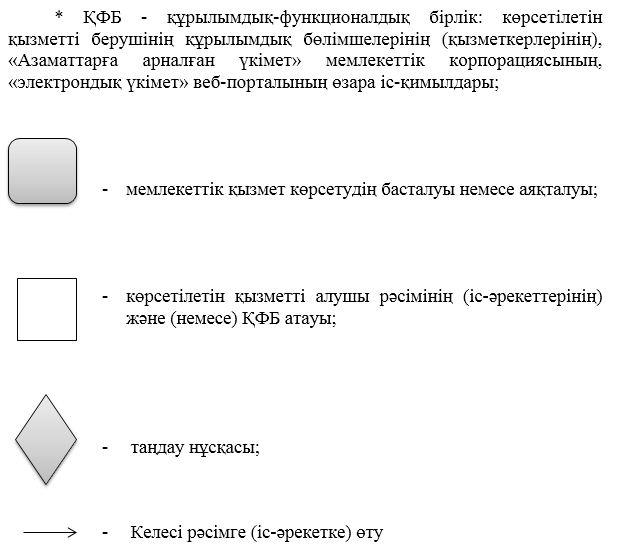 * ҚФБ - құрылымдық-функционалдық бірлік: көрсетілетін
қызметті берушінің құрылымдық бөлімшелерінің (қызметкерлерінің),
«Азаматтарға арналған үкімет» мемлекеттік корпорациясының,
«электрондық үкімет» веб-порталының өзара іс-қимылдары;
- мемлекеттік қызмет көрсетудің басталуы немесе аяқталуы;
- көрсетілетін қызметті алушы рәсімінің (іс-әрекеттерінің)
және (немесе) ҚФБ атауы;
- таңдау нұсқасы;
- Келесі рәсімге (іс-әрекетке) өту